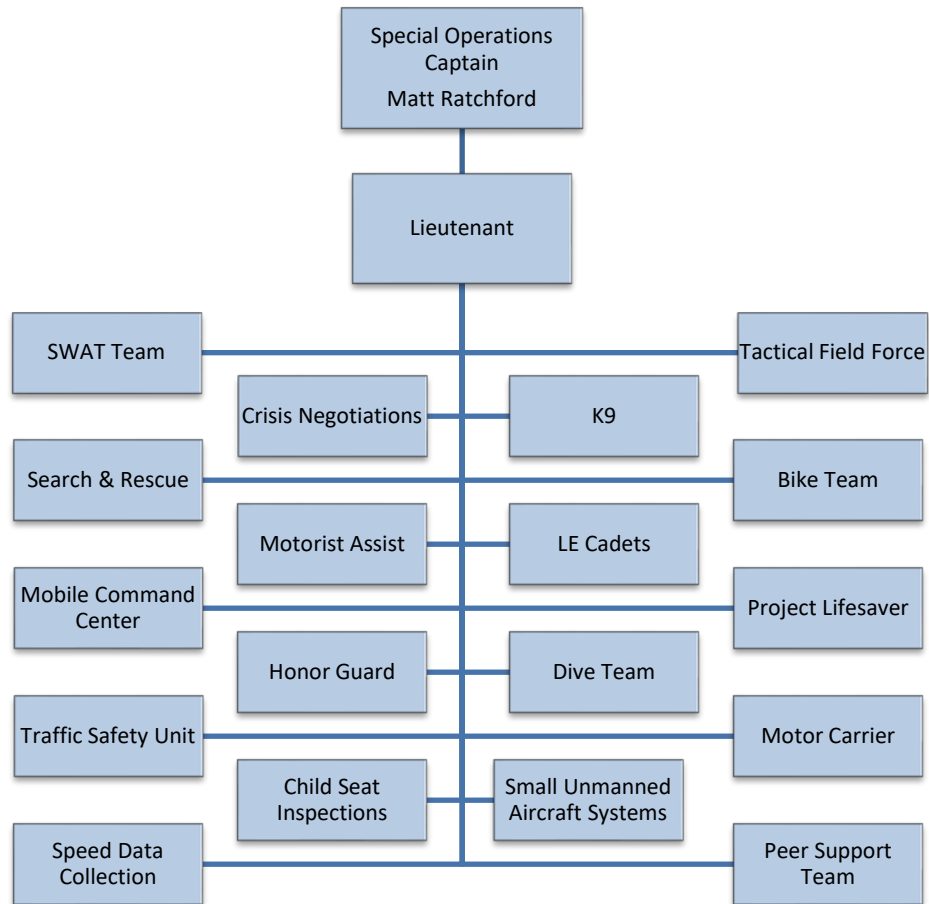 Special Operations
Captain
Matt Ratchford
Lieutenant
SWAT Team
Tactical Field Force
Crisis Negotiations
K9
Search & Rescue
Bike Team
Motorist Assist
LE Cadets
Mobile Command
Center
Project Lifesaver
Honor Guard
Dive Team
Traffic Safety Unit
Motor Carrier
Child Seat
Inspections
Small Unmanned
Aircraft Systems
Speed Data
Collection
Peer Support
Team